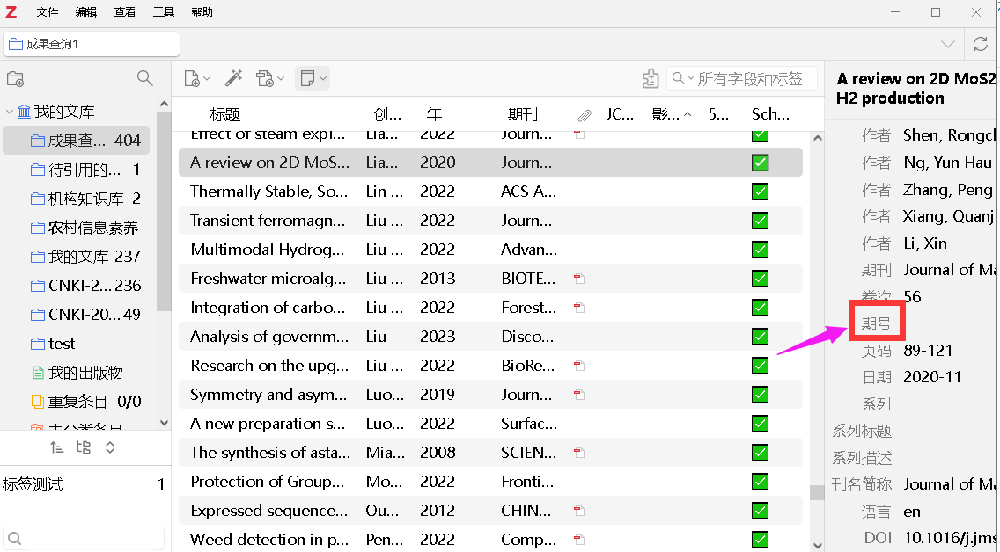 Z 文件 编辑 查看 工具 帮助
成果查询1
我的文库
成果查... 404
待引用的... 1
机构知识库 2
农村信息素养
我的文库 237
CNKI-2...236
CNKI-20...49
test
我的出版物
重复条目 0/0
未分类条目
标签测试 1
所有字段和标签
标题 创... 年 期刊 JC... 影... 5... Sch...
Effect of steam expl... Lia... 2022 Journ...
A review on 2D MoS... Lia... 2020 Journ...
Thermally Stable, So... Lin ... 2022 ACS A...
Transient ferromagn... Liu ... 2022 Journ...
Multimodal Hydrog... Liu ... 2022 Advan...
Freshwater microalg... Liu ... 2013 BIOTE...
Integration of carbo... Liu ... 2022 Forest...
Analysis of governm... Liu 2023 Disco...
Research on the upg... Liu ... 2022 BioRe...
Symmetry and asym... Luo... 2019 Journ...
A new preparation s... Luo... 2022 Surfac...
The synthesis of asta... Mia... 2008 SCIEN...
Protection of Group... Mo... 2022 Fronti...
Expressed sequence... Ou... 2012 CHIN...
Weed detection in p... Pen... 2022 Comp...
A review on 2D MoS2
H2 production
作者 Shen, Rongch
作者 Ng, Yun Hau
作者 Zhang, Peng
作者 Xiang, Quanju
作者 Li, Xin
期刊 Journal of Ma
卷次 56
期号
页码 89-121
日期 2020-11
系列
系列标题
系列描述
刊名简称 Journal of Ma
语言 en
DOI 10.1016/j.jms